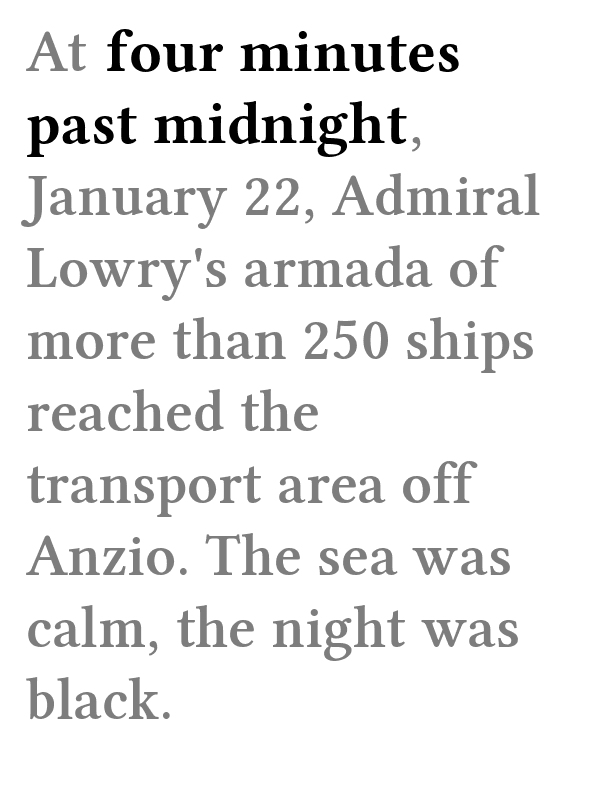 At four minutes
past midnight,
January 22, Admiral
Lowry's armada of
more than 250 ships
reached the
transport area off
Anzio. The sea was
calm, the night was
black.